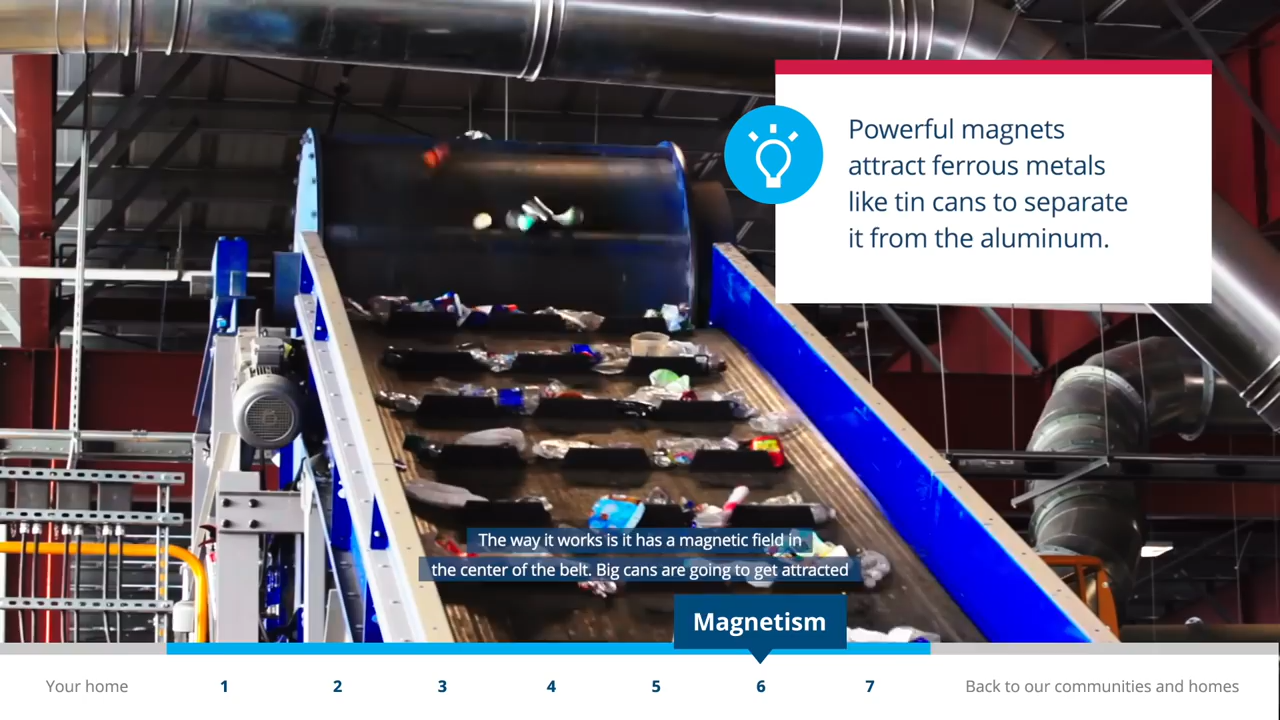 Powerful magnets
attract ferrous metals
like tin cans to separate
it from the aluminum.
The way it works is it has a magnetic field in
the center of the belt. Big cans are going to get attracted
Magnetism
Your home 1 2 3 4 5 6 7 Back to our communities and homes